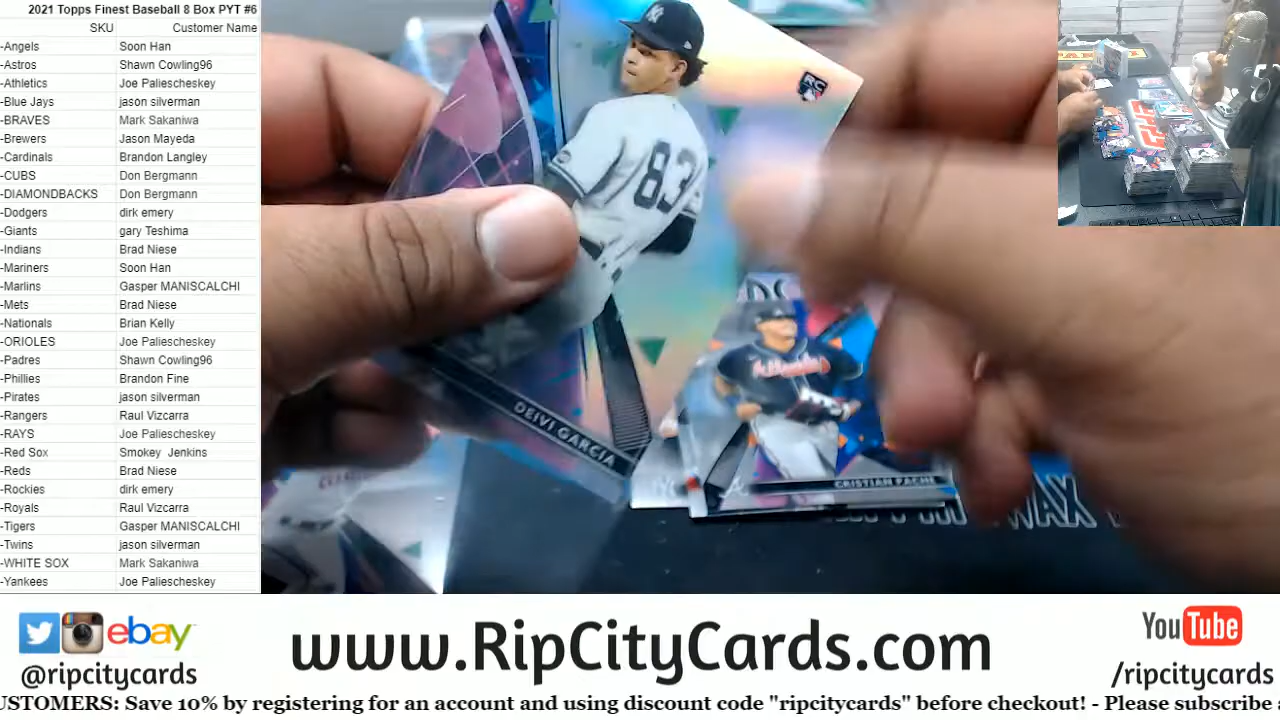 2021 Topps Finest Baseball 8 Box PYT #6
SKU Customer Name
-Angels Soon Han
-Astros Shawn Cowling96
-Athletics Joe Paliescheskey
-Blue Jays jason silverman
-BRAVES Mark Sakaniwa
-Brewers Jason Mayeda
-Cardinals Brandon Langley
-CUBS Don Bergmann
-DIAMONDBACKS Don Bergmann
-Dodgers dirk emery
-Giants gary Teshima
-Indians Brad Niese
-Mariners Soon Han
-Marlins Gasper MANISCALCHI
-Mets Brad Niese
-Nationals Brian Kelly
-ORIOLES Joe Paliescheskey
-Padres Shawn Cowling96
-Phillies Brandon Fine
-Pirates jason silverman
-Rangers Raul Vizcarra
-RAYS Joe Paliescheskey
-Red Sox Smokey Jenkins
-Reds Brad Niese
-Rockies dirk emery
-Royals Raul Vizcarra
-Tigers Gasper MANISCALCHI
-Twins jason silverman
-WHITE SOX Mark Sakaniwa
-Yankees Joe Paliescheskey
RC
83
DEIVI GARCIA
CRISTIAN PACHE
WAX
ebay
@ripcitycards
www.RipCityCards.com
YouTube
/ripcitycards
USTOMERS: Save 10% by registering for an account and using discount code "ripcitycards" before checkout! - Please subscribe